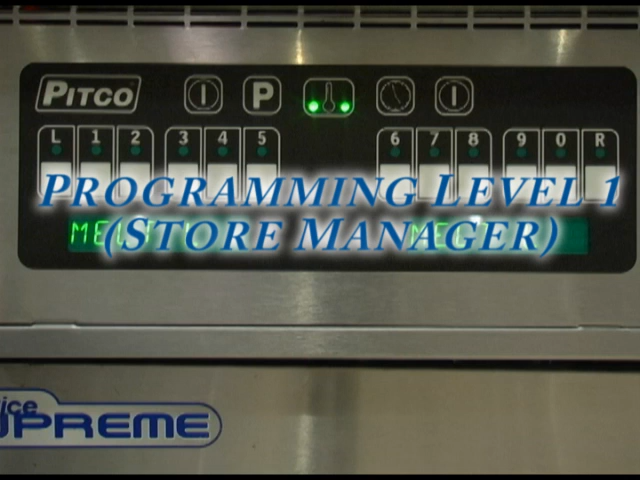 PITCO
I P I
L 1 2 3 4 5 6 7 8 9 0 R
PROGRAMMING LEVEL 1
(STORE MANAGER)
UPREME